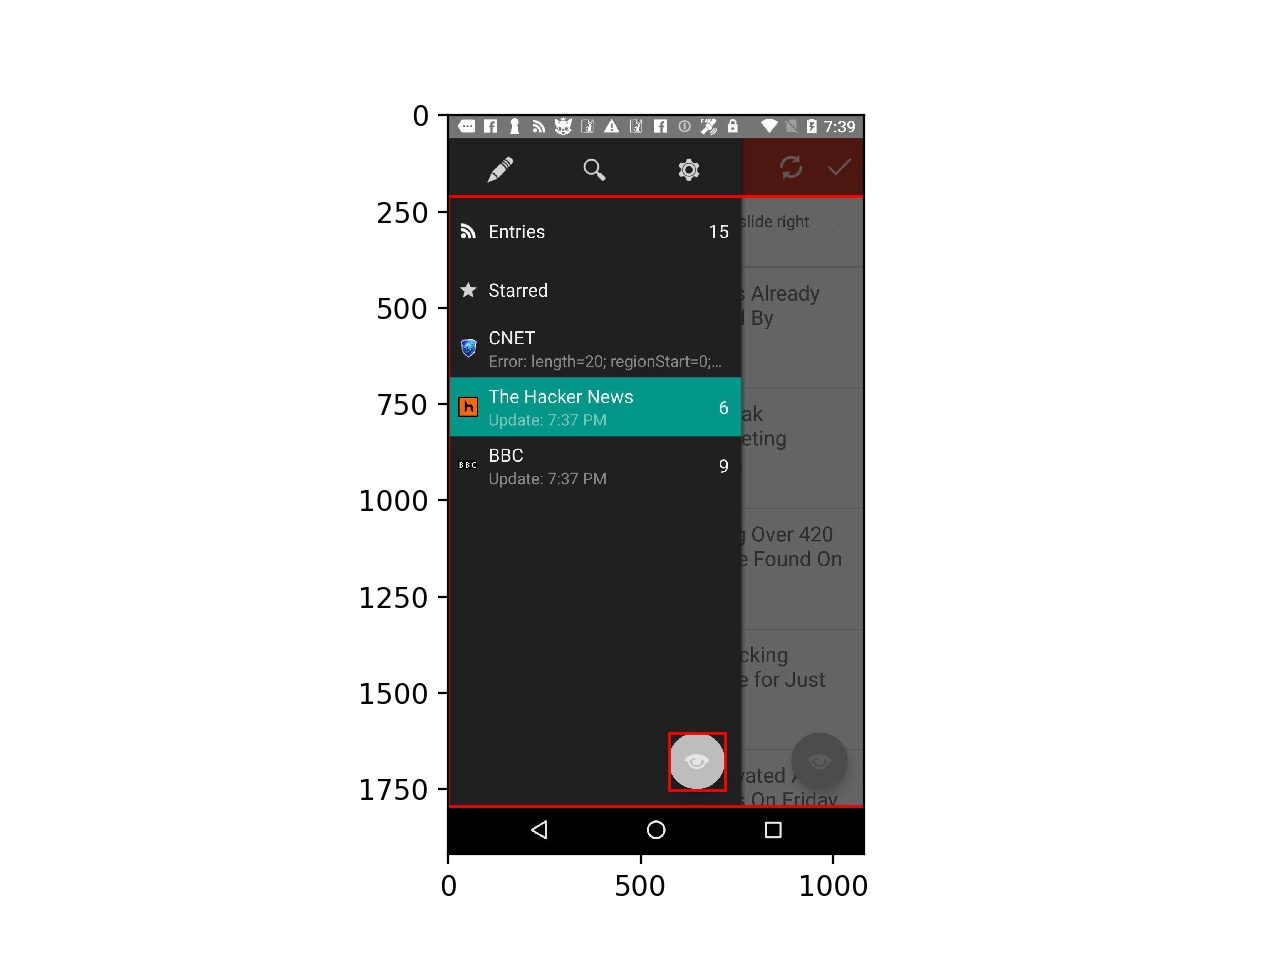 0
250
500
750
1000
1250
1500
1750
0
500
1000
7:39
Entries 15
Starred
CNET
Error: length=20; regionStart=0;...
The Hacker News
6
Update: 7:37 PM
BBC
BBC
9
Update: 7:37 PM
slide right
s Already
By
ak
eting
g Over 420
e Found On
cking
e for Just
vated A
s On Friday